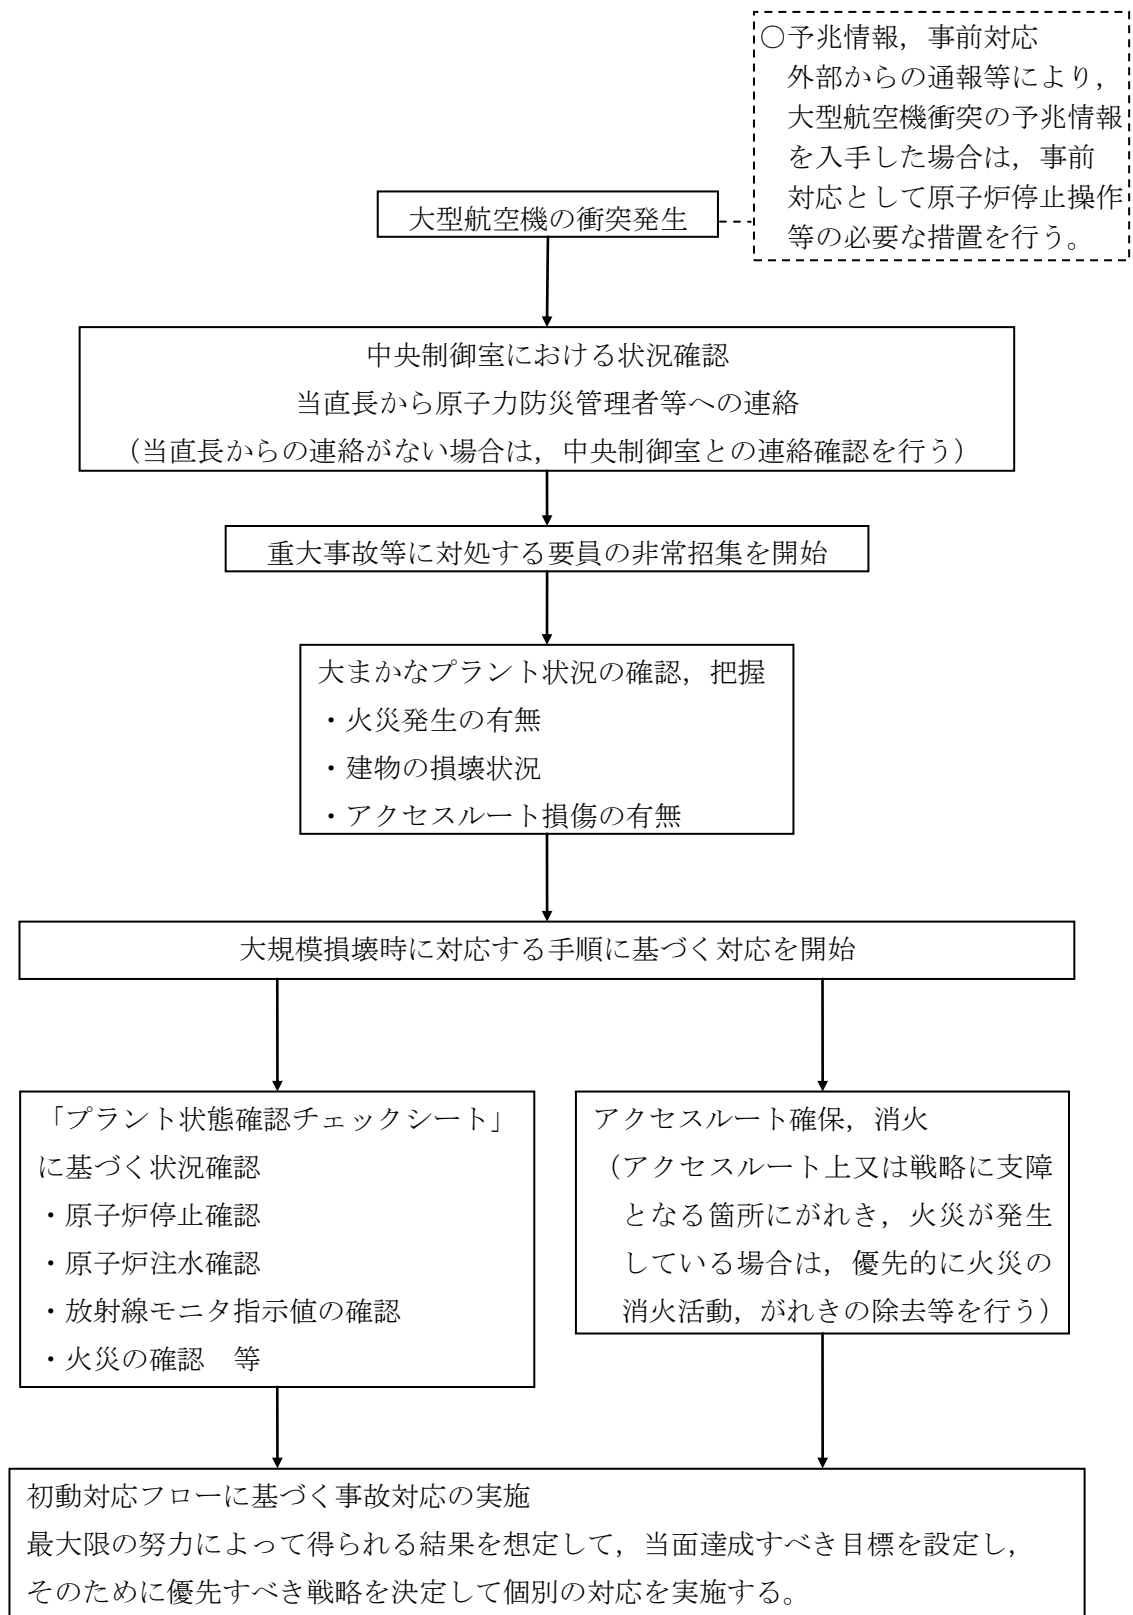 ○予兆情報，事前対応
外部からの通報等により，
大型航空機衝突の予兆情報
を入手した場合は，事前
対応として原子炉停止操作
等の必要な措置を行う。
大型航空機の衝突発生
中央制御室における状況確認
当直長から原子力防災管理者等への連絡
（当直長からの連絡がない場合は，中央制御室との連絡確認を行う）
重大事故等に対処する要員の非常招集を開始
大まかなプラント状況の確認，把握
・火災発生の有無
・建物の損壊状況
・アクセスルート損傷の有無
大規模損壊時に対応する手順に基づく対応を開始
「プラント状態確認チェックシート」
に基づく状況確認
・原子炉停止確認
・原子炉注水確認
・放射線モニタ指示値の確認
・火災の確認　等
アクセスルート確保，消火
（アクセスルート上又は戦略に支障
となる箇所にがれき，火災が発生
している場合は，優先的に火災の
消火活動，がれきの除去等を行う）
初動対応フローに基づく事故対応の実施
最大限の努力によって得られる結果を想定して，当面達成すべき目標を設定し，
そのために優先すべき戦略を決定して個別の対応を実施する。